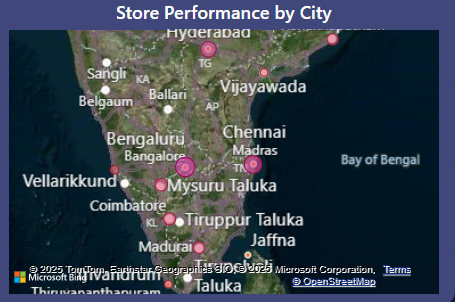 Store Performance by City
Hyderabad
TG
Sangli
KA
Vijayawada
Belgaum
Ballari
AP
Bengaluru
Chennai
Bangalore
Madras
Bay of Bengal
TN
Vellarikkund
Mysuru Taluka
Coimbatore
KL
Tiruppur Taluka
Madurai
Jaffna
© 2025 TomTom, Earthstar Geographics SIO, © 2025 Microsoft Corporation, Terms
Microsoft Bing
© OpenStreetMap
Tirunelveli
Taluka
Thiruvananthapuram